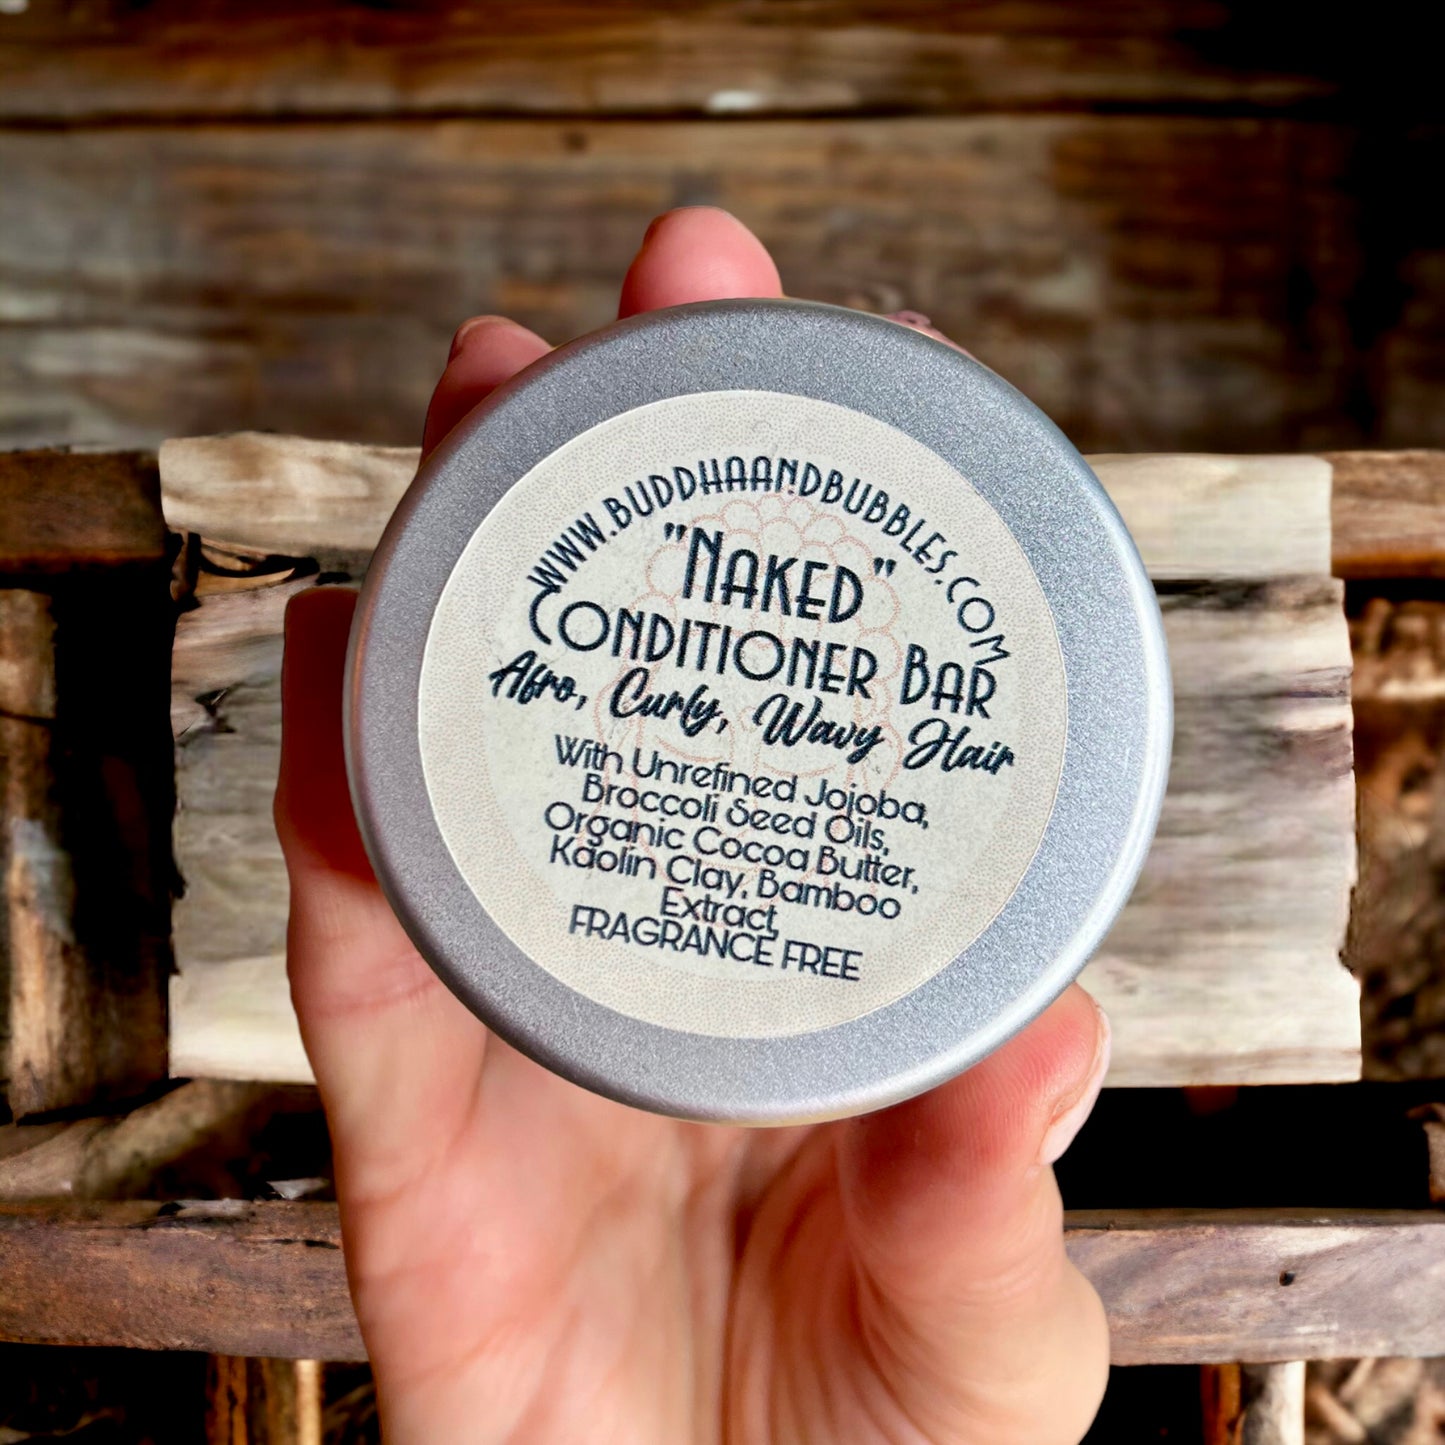 WWW.BUDDHAANDBUBBLES.COM
"NAKED"
CONDITIONER BAR
Afro, Curly, Wavy Hair
With Unrefined Jojoba,
Broccoli Seed Oils,
Organic Cocoa Butter,
Kaolin Clay, Bamboo
Extract
FRAGRANCE FREE